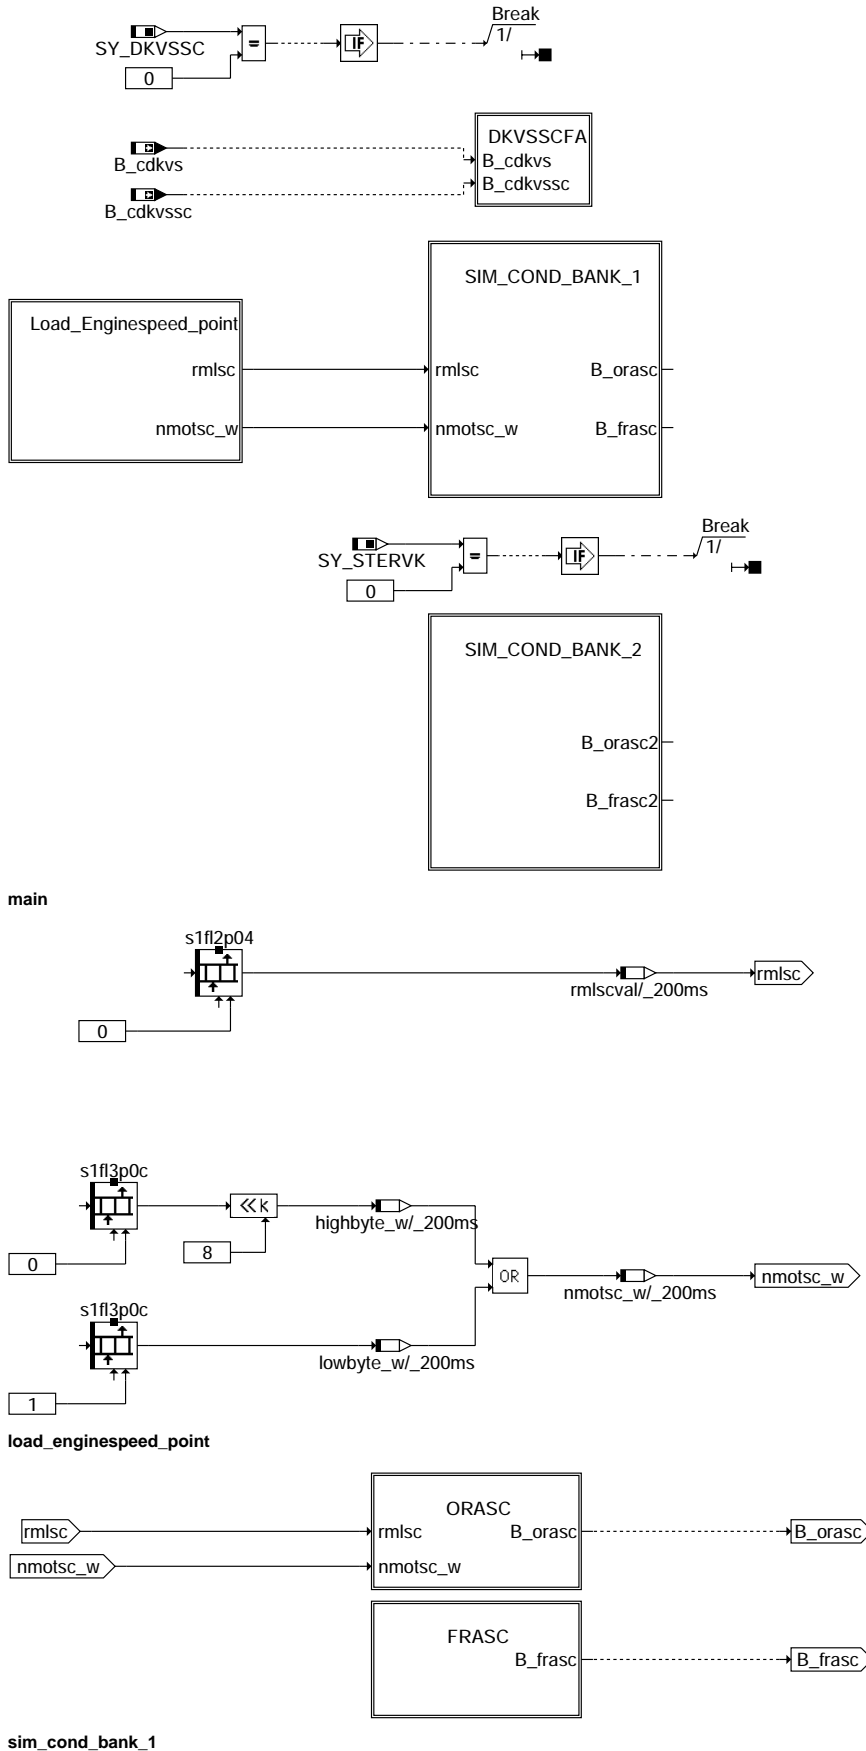 Break
1/
SY_DKVSSC
=
IF
0
DKVSSCFA
B_cdkvs
B_cdkvs
B_cdkvssc
B_cdkvssc
SIM_COND_BANK_1
Load_Enginespeed_point
rmlsc
rmlsc
B_orasc
nmotsc_w
nmotsc_w
B_frasc
Break
1/
SY_STERVK
=
IF
0
SIM_COND_BANK_2
B_orasc2
B_frasc2
main
s1fl2p04
rmlscval/_200ms
rmlsc
0
s1fl3p0c
<<k
highbyte_w/_200ms
0
8
OR
nmotsc_w/_200ms
nmotsc_w
s1fl3p0c
lowbyte_w/_200ms
1
load_enginespeed_point
ORASC
rmlsc
rmlsc
B_orasc
B_orasc
nmotsc_w
nmotsc_w
FRASC
B_frasc
B_frasc
sim_cond_bank_1